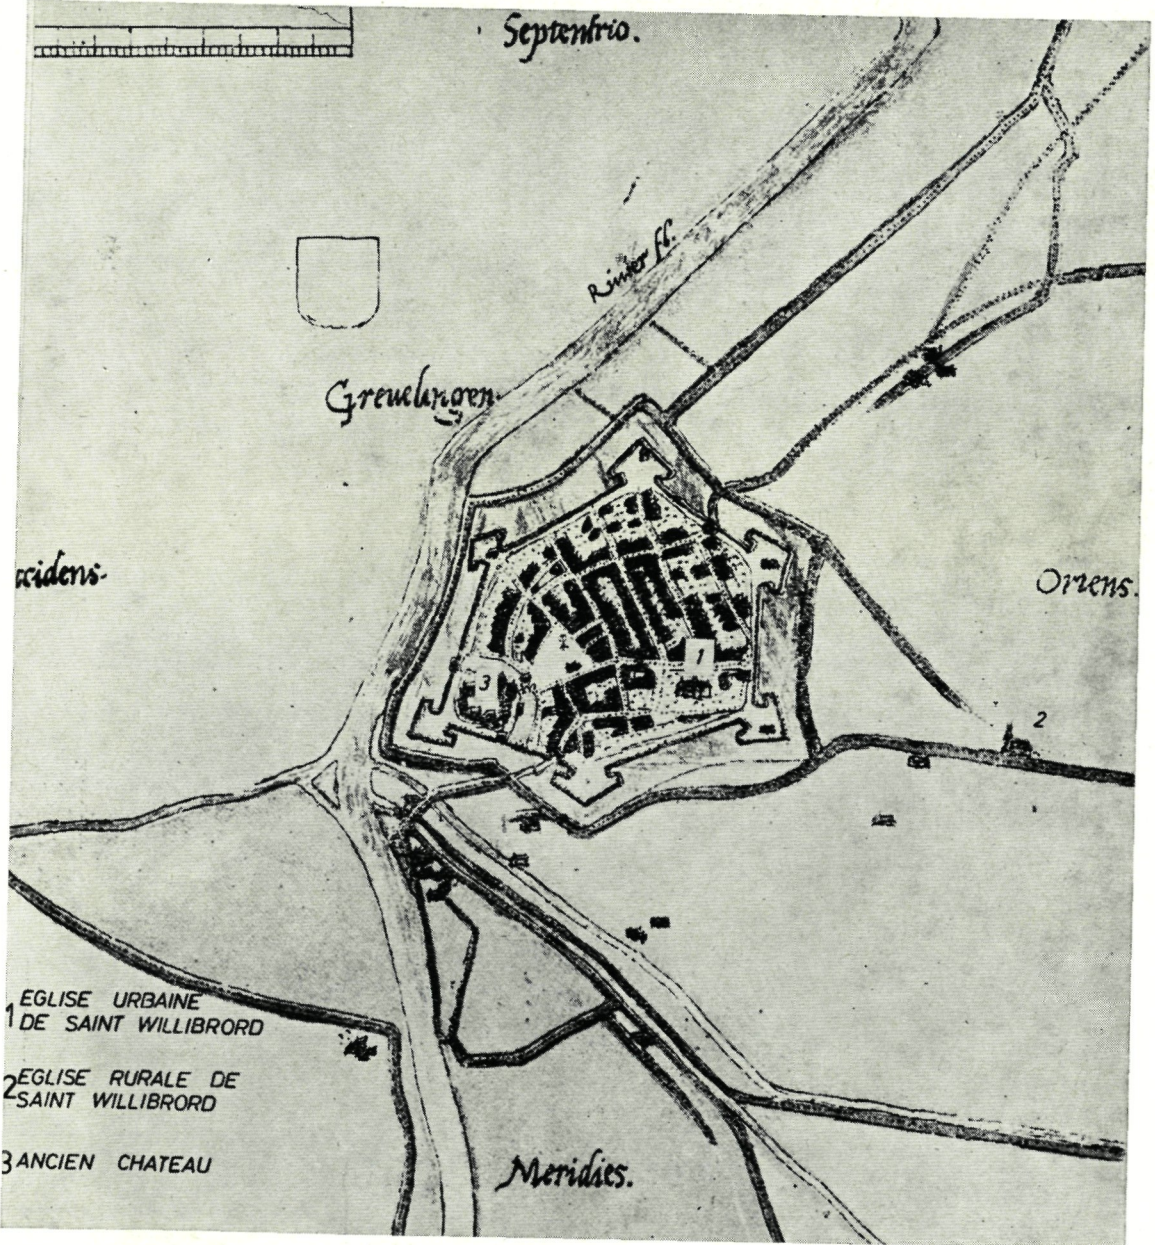 Septentrio.
Riuier fl.
Greuelingen.
ccidens.
Oriens.
1
3
2
1 EGLISE URBAINE
DE SAINT WILLIBRORD
2 EGLISE RURALE DE
SAINT WILLIBRORD
3 ANCIEN CHATEAU
Meridies.